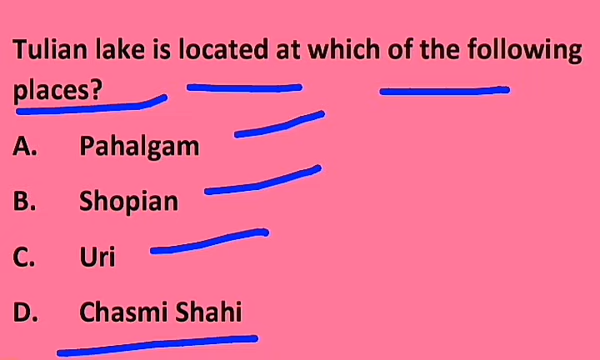 Tulian lake is located at which of the following
places?
A. Pahalgam
B. Shopian
C. Uri
D. Chasmi Shahi